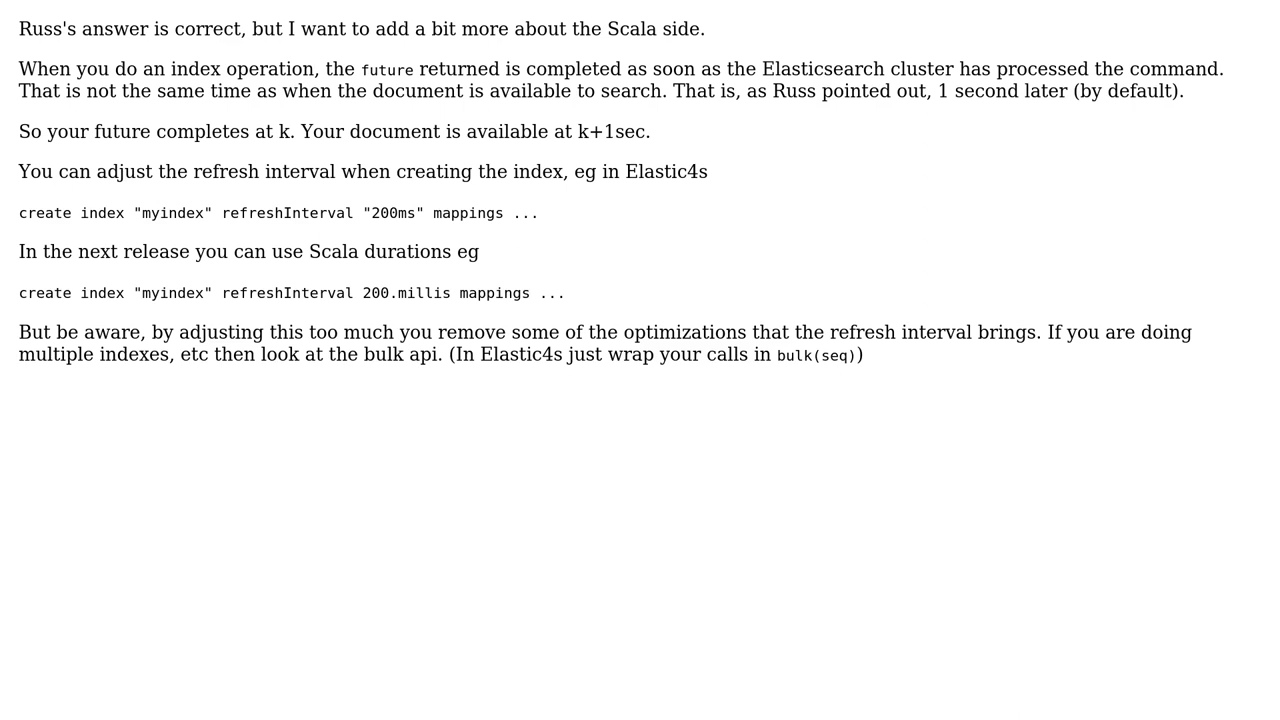 Russ's answer is correct, but I want to add a bit more about the Scala side.
When you do an index operation, the future returned is completed as soon as the Elasticsearch cluster has processed the command.
That is not the same time as when the document is available to search. That is, as Russ pointed out, 1 second later (by default).
So your future completes at k. Your document is available at k+1sec.
You can adjust the refresh interval when creating the index, eg in Elastic4s
create index "myindex" refreshInterval "200ms" mappings ...
In the next release you can use Scala durations eg
create index "myindex" refreshInterval 200.millis mappings ...
But be aware, by adjusting this too much you remove some of the optimizations that the refresh interval brings. If you are doing
multiple indexes, etc then look at the bulk api. (In Elastic4s just wrap your calls in bulk(seq))